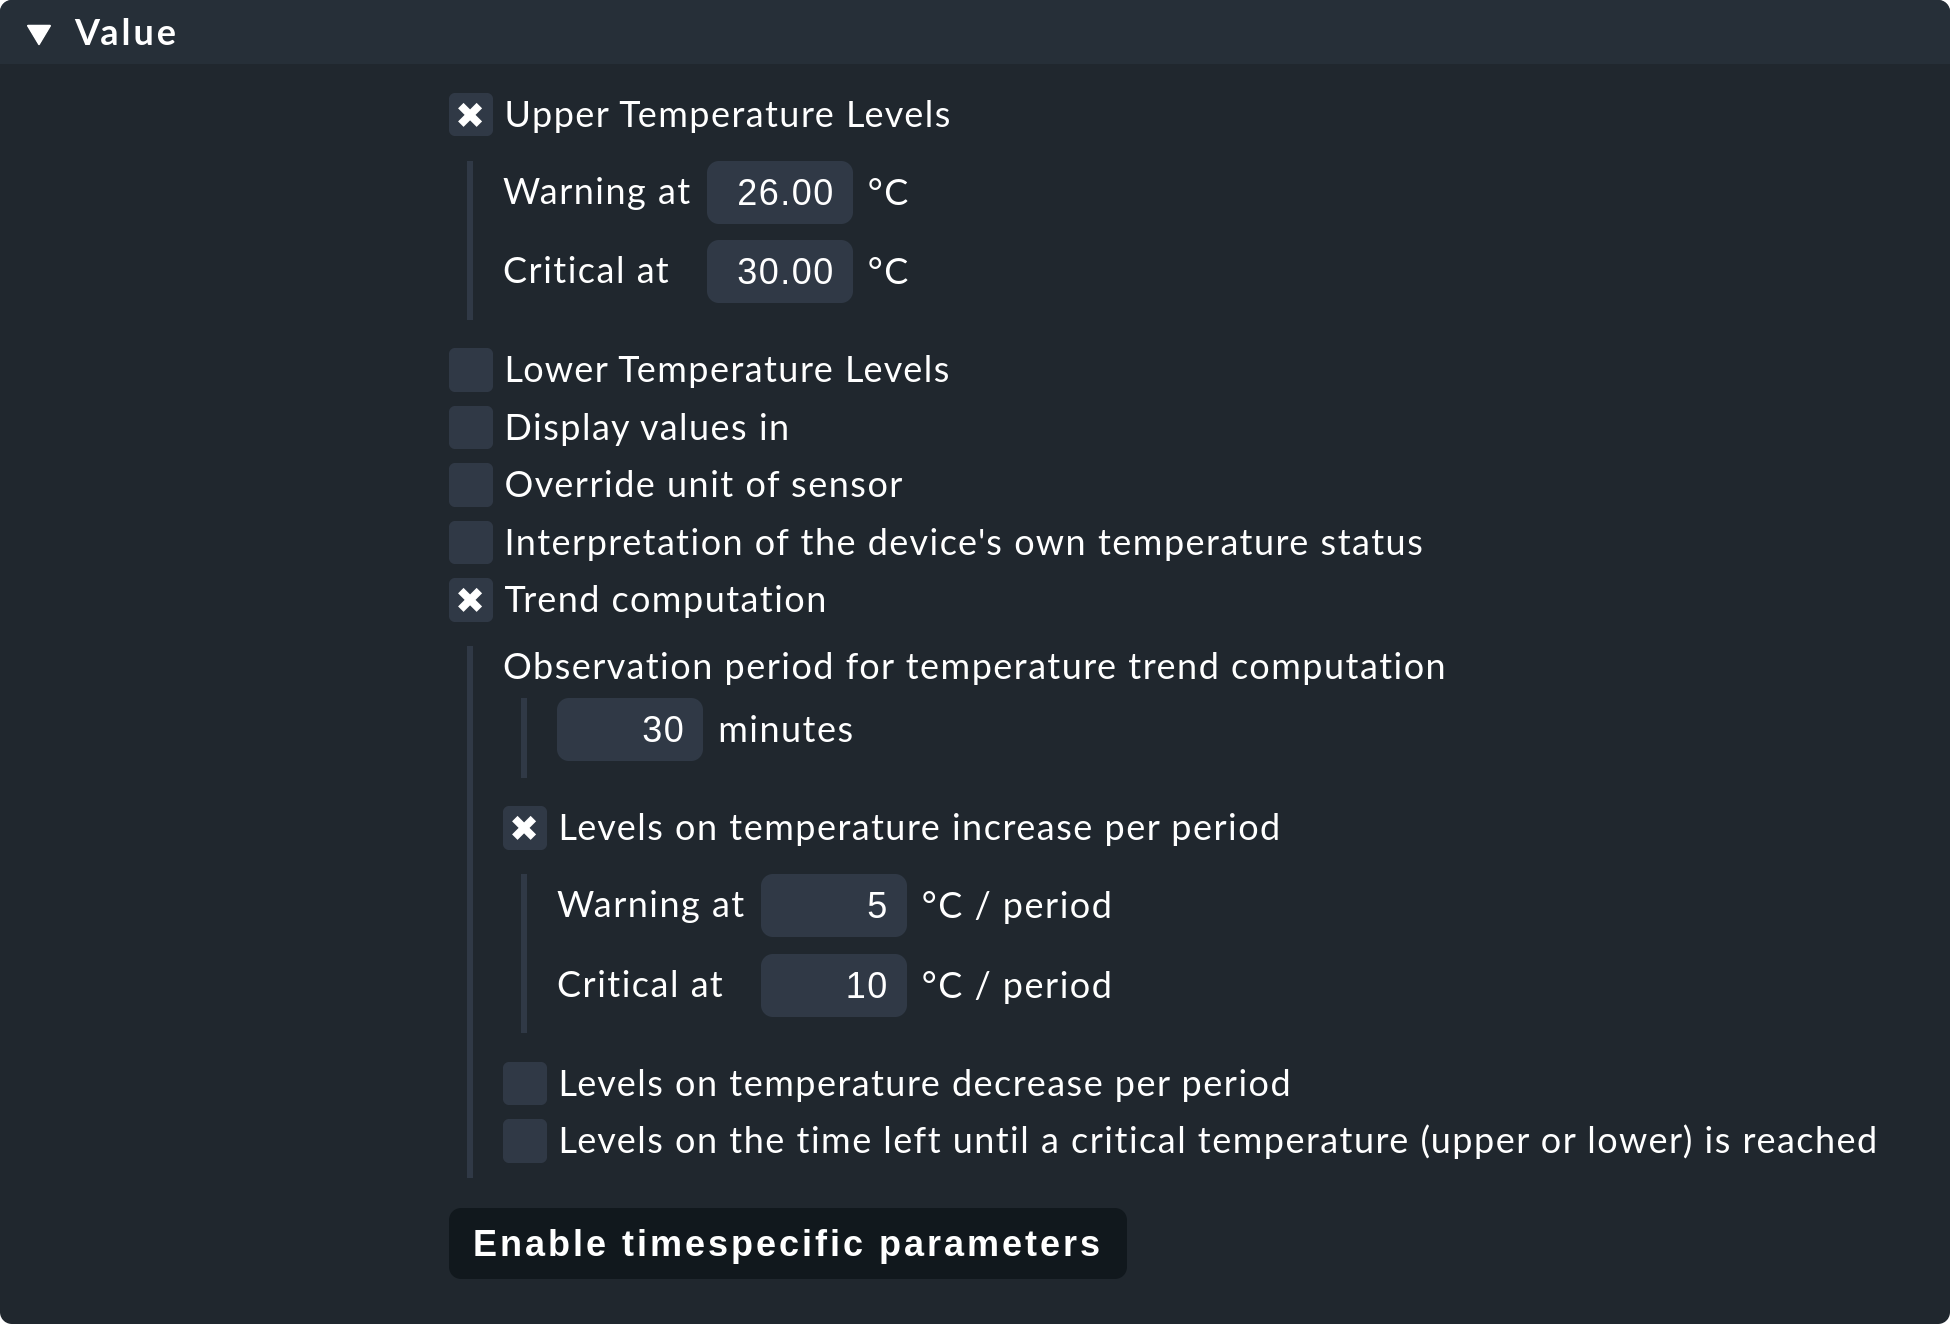 Value
Upper Temperature Levels
Warning at 26.00 °C
Critical at 30.00 °C
Lower Temperature Levels
Display values in
Override unit of sensor
Interpretation of the device's own temperature status
Trend computation
Observation period for temperature trend computation
30 minutes
Levels on temperature increase per period
Warning at 5 °C / period
Critical at 10 °C / period
Levels on temperature decrease per period
Levels on the time left until a critical temperature (upper or lower) is reached
Enable timespecific parameters